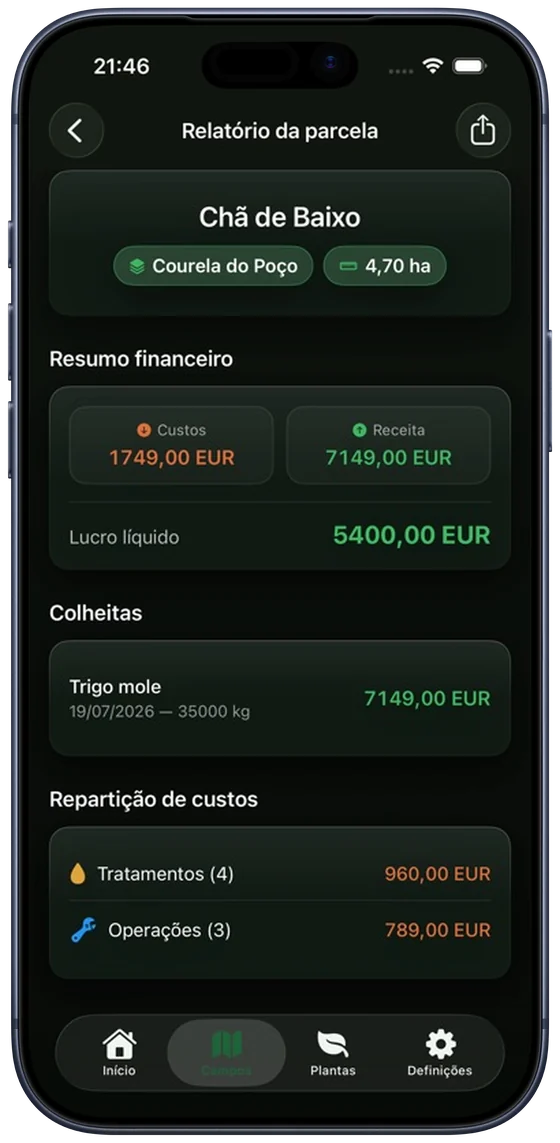 21:46
Relatório da parcela
Chã de Baixo
Courela do Poço
4,70 ha
Resumo financeiro
Custos
1749,00 EUR
Receita
7149,00 EUR
Lucro líquido
5400,00 EUR
Colheitas
Trigo mole
19/07/2026 — 35000 kg
7149,00 EUR
Repartição de custos
Tratamentos (4)
960,00 EUR
Operações (3)
789,00 EUR
Início
Campos
Plantas
Definições